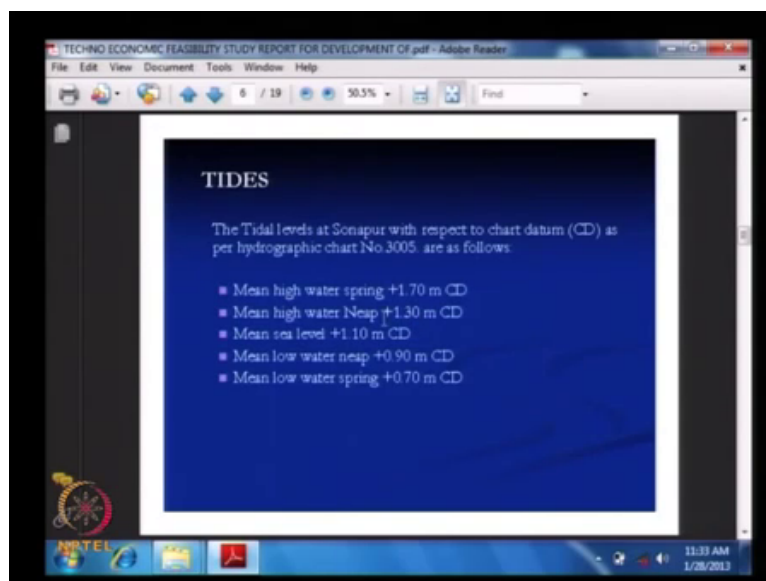 TECHNO ECONOMIC FEASIBILITY STUDY REPORT FOR DEVELOPMENT OF.pdf - Adobe Reader
File Edit View Document Tools Window Help
6 / 19 50.5% Find
TIDES
The Tidal levels at Sonapur with respect to chart datum (CD) as
per hydrographic chart No.3005. are as follows:
Mean high water spring +1.70 m CD
Mean high water Neap +1.30 m CD
Mean sea level +1.10 m CD
Mean low water neap +0.90 m CD
Mean low water spring +0.70 m CD
NPTEL
11:33 AM
1/28/2013